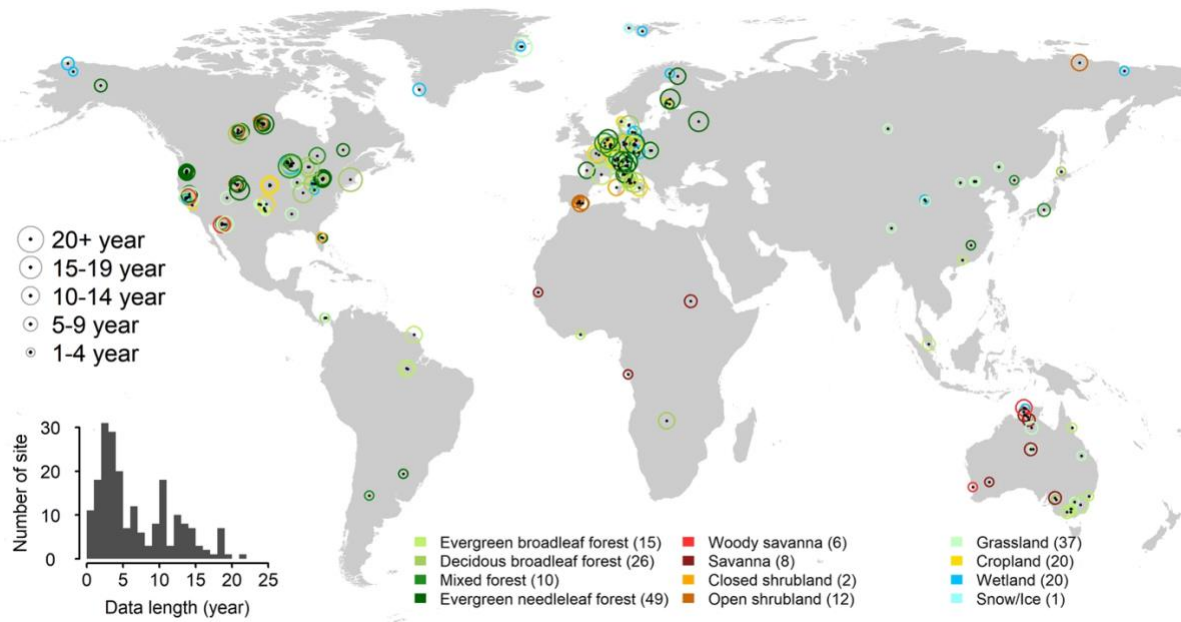 20+ year
15-19 year
10-14 year
5-9 year
1-4 year
Number of site
30
20
10
0
0 5 10 15 20 25
Data length (year)
Evergreen broadleaf forest (15)
Decidous broadleaf forest (26)
Mixed forest (10)
Evergreen needleleaf forest (49)
Woody savanna (6)
Savanna (8)
Closed shrubland (2)
Open shrubland (12)
Grassland (37)
Cropland (20)
Wetland (20)
Snow/Ice (1)